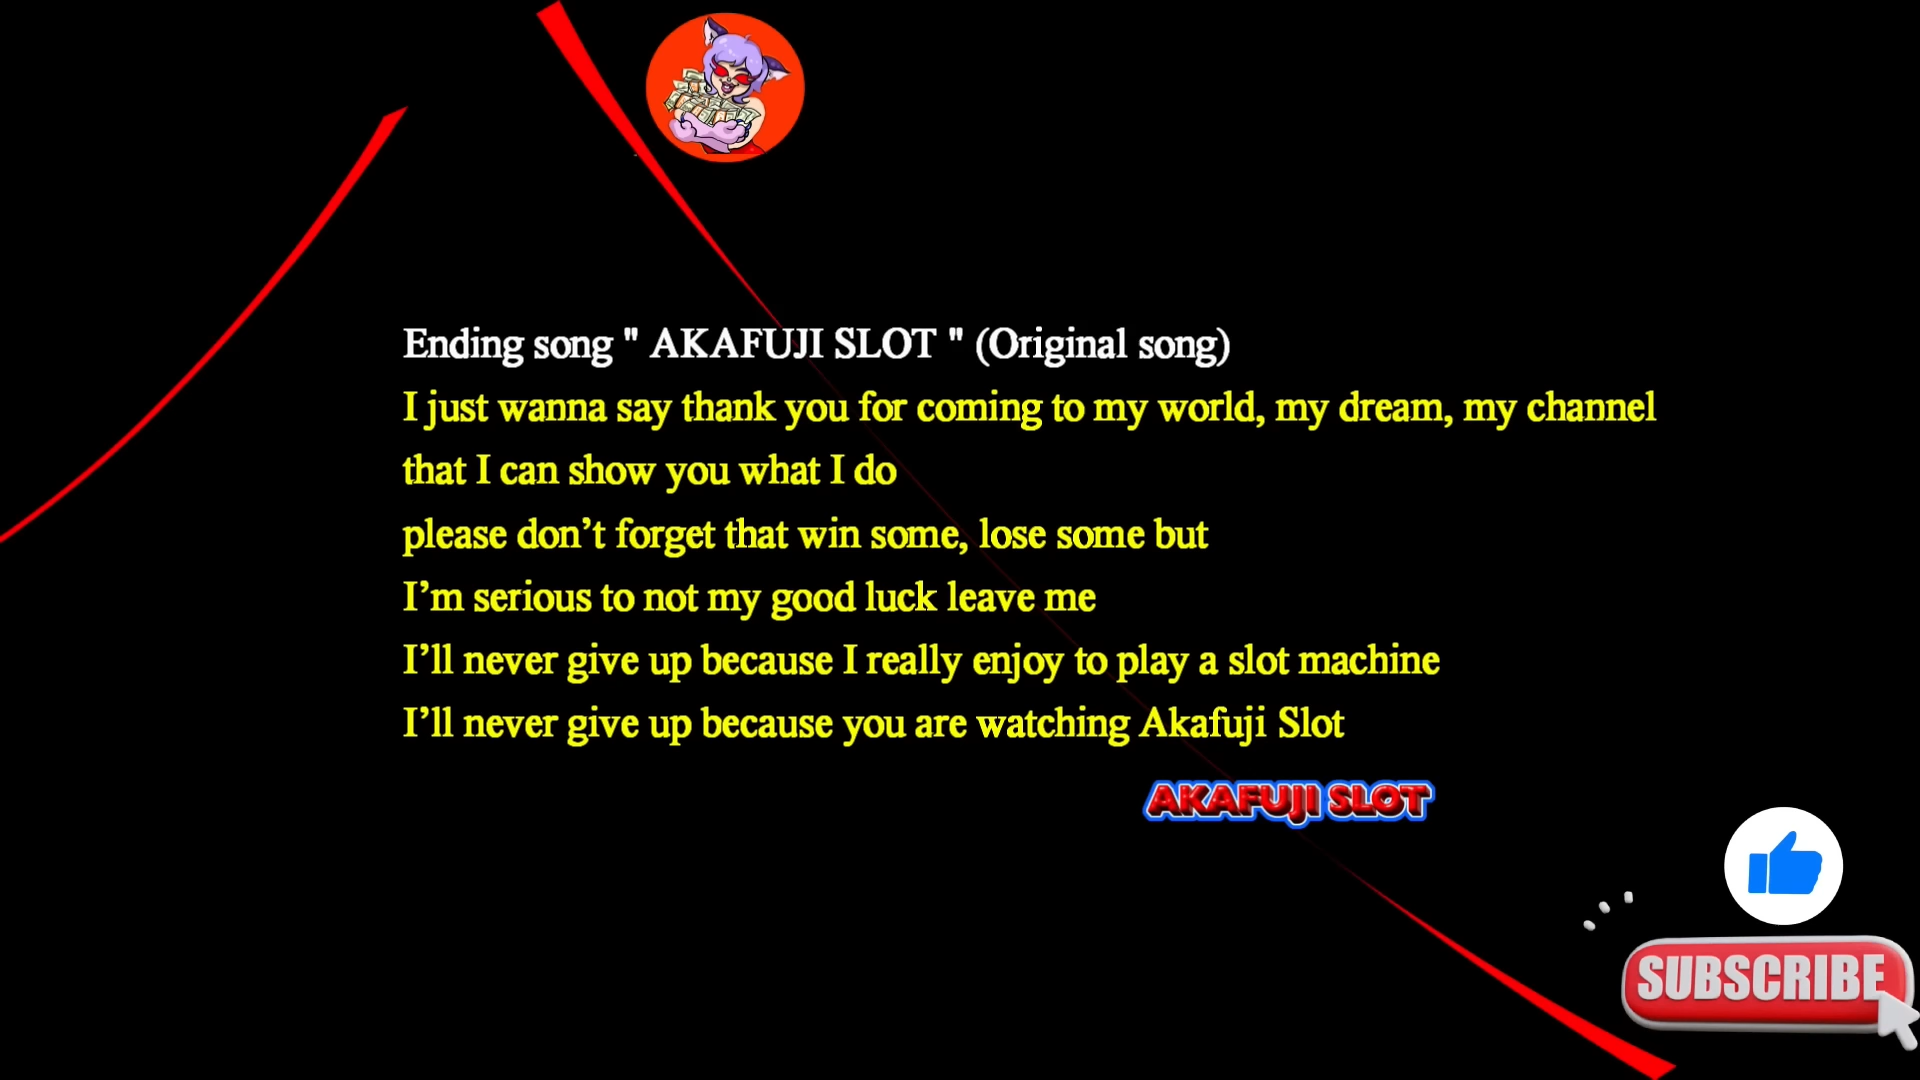 Ending song " AKAFUJI SLOT " (Original song)
I just wanna say thank you for coming to my world, my dream, my channel
that I can show you what I do
please don’t forget that win some, lose some but
I’m serious to not my good luck leave me
I’ll never give up because I really enjoy to play a slot machine
I’ll never give up because you are watching Akafuji Slot
AKAFUJI SLOT
SUBSCRIBE